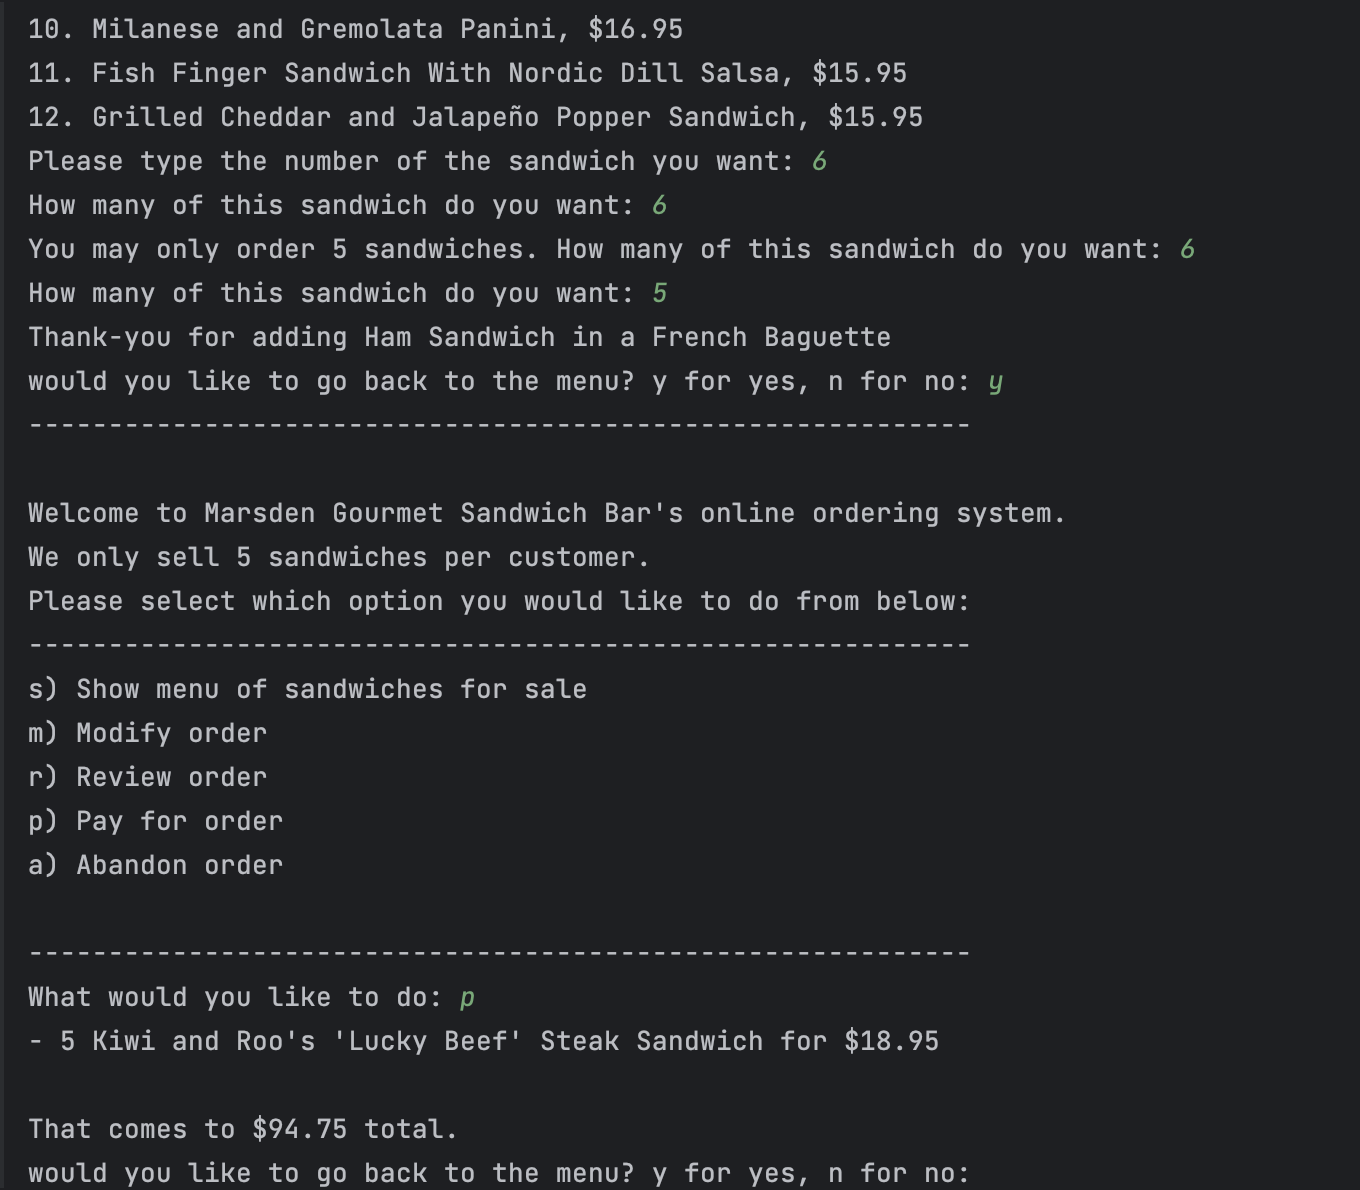 10. Milanese and Gremolata Panini, $16.95
11. Fish Finger Sandwich With Nordic Dill Salsa, $15.95
12. Grilled Cheddar and Jalapeño Popper Sandwich, $15.95
Please type the number of the sandwich you want: 6
How many of this sandwich do you want: 6
You may only order 5 sandwiches. How many of this sandwich do you want: 6
How many of this sandwich do you want: 5
Thank-you for adding Ham Sandwich in a French Baguette
would you like to go back to the menu? y for yes, n for no: y
-----------------------------------------------------------
Welcome to Marsden Gourmet Sandwich Bar's online ordering system.
We only sell 5 sandwiches per customer.
Please select which option you would like to do from below:
-----------------------------------------------------------
s) Show menu of sandwiches for sale
m) Modify order
r) Review order
p) Pay for order
a) Abandon order
-----------------------------------------------------------
What would you like to do: p
- 5 Kiwi and Roo's 'Lucky Beef' Steak Sandwich for $18.95
That comes to $94.75 total.
would you like to go back to the menu? y for yes, n for no: